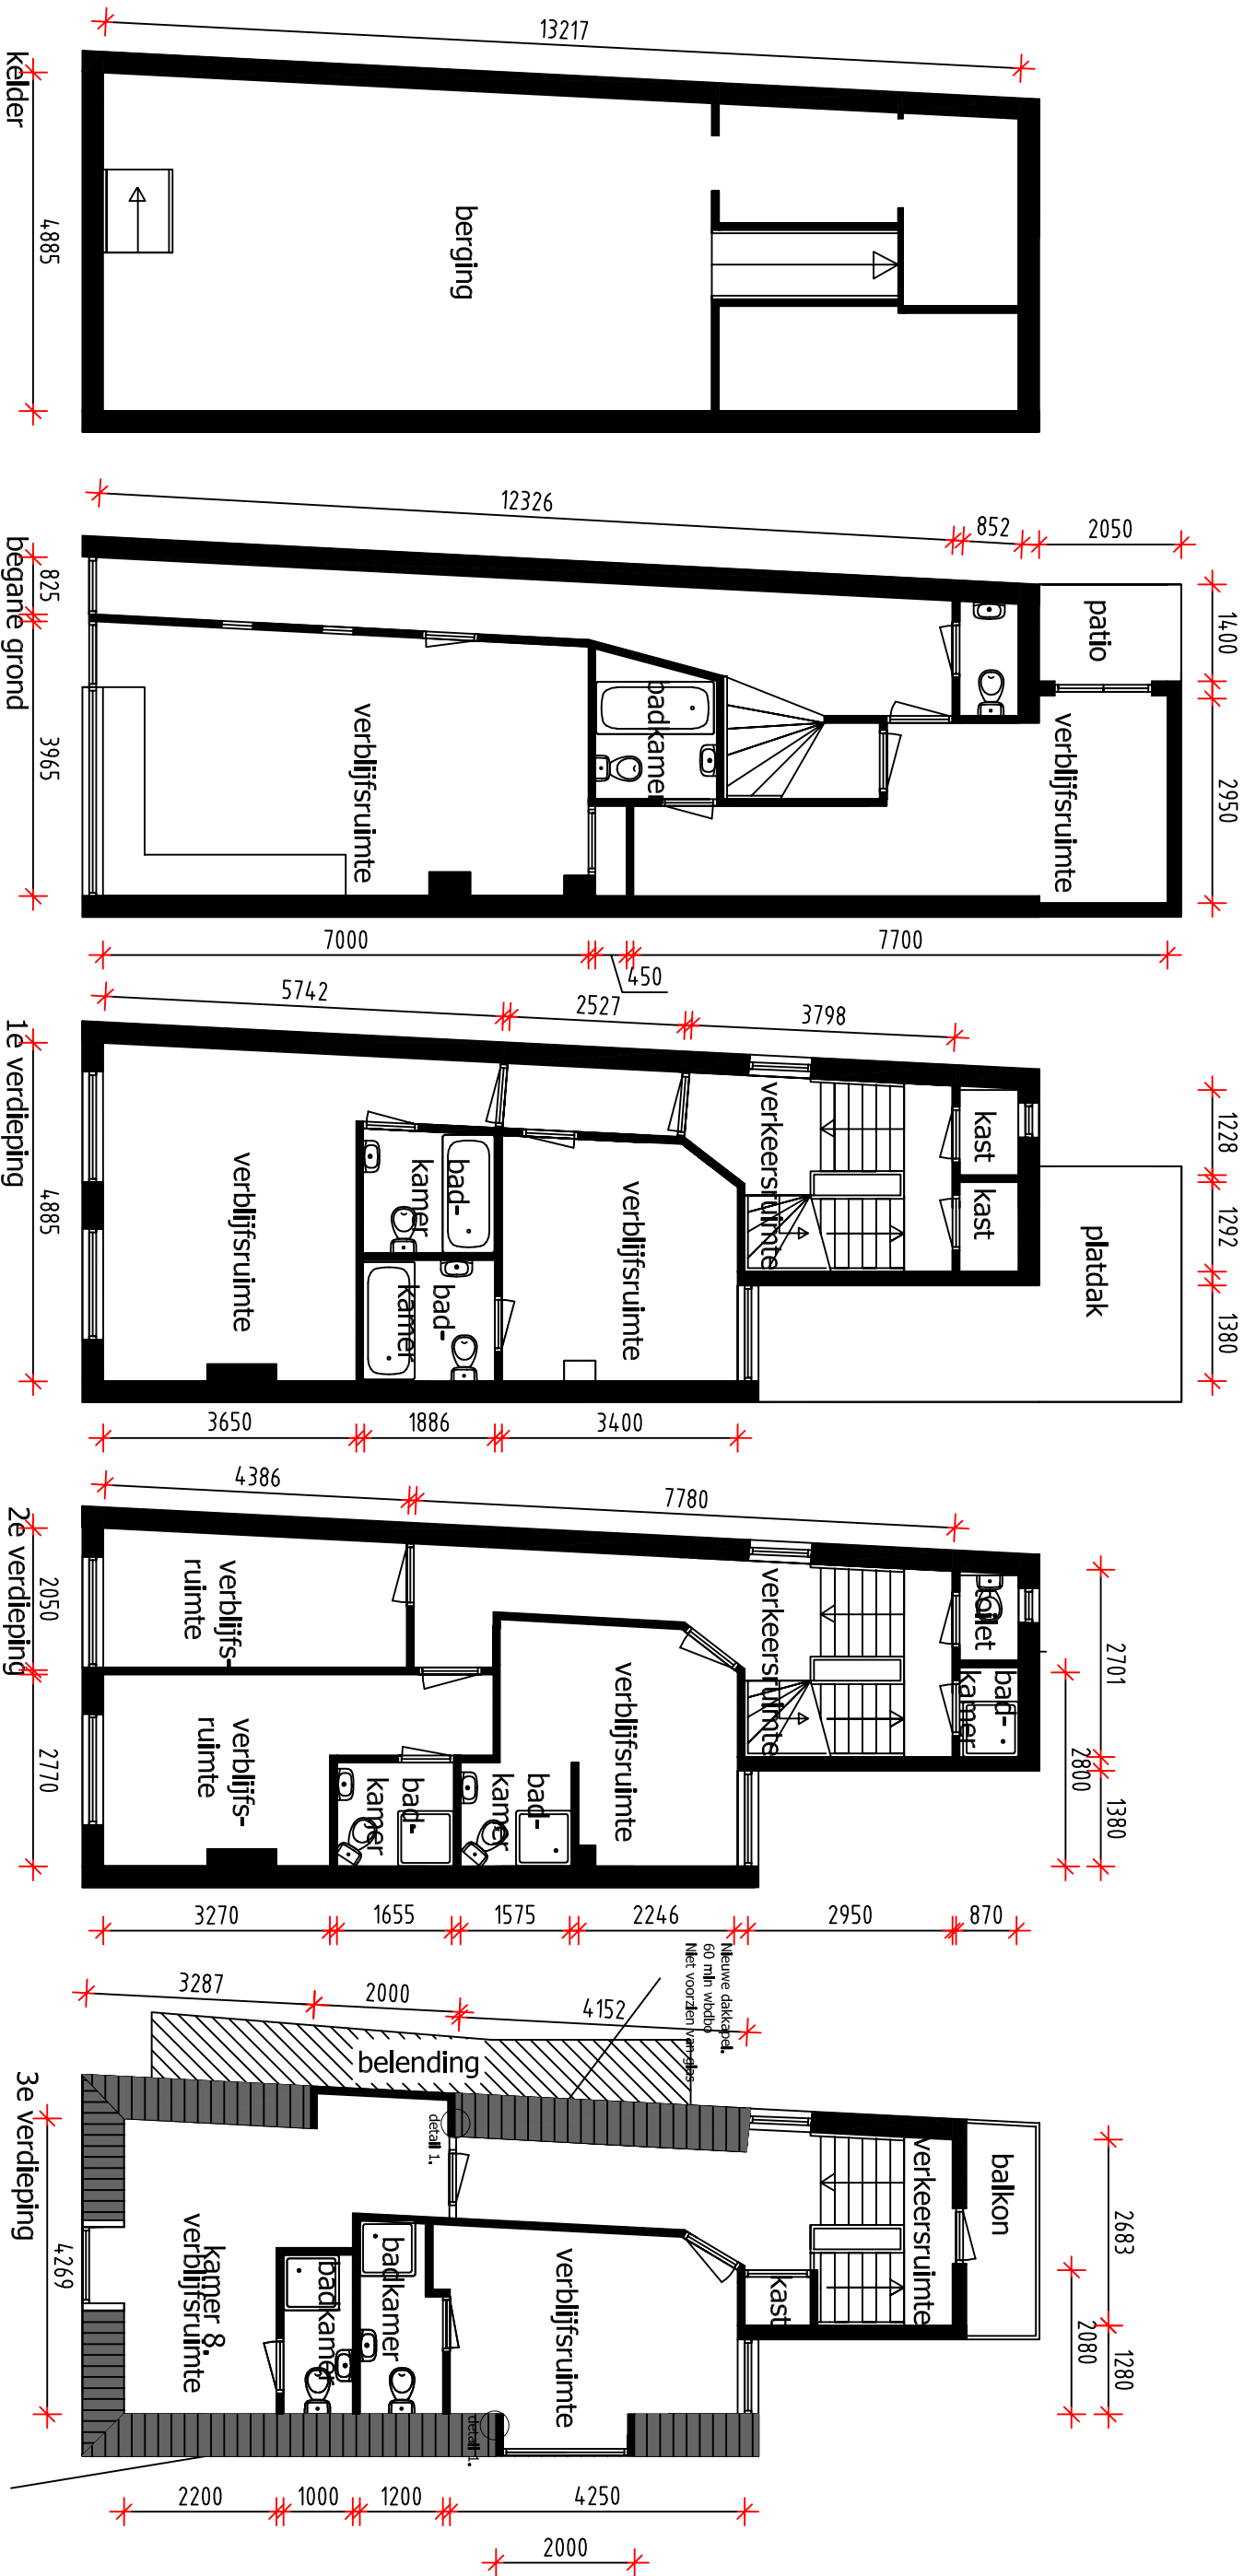 13217
berging
4885
kelder
12326
852
2050
1400
2950
patio
verblijfsruimte
badkamer
verblijfsruimte
825
3965
begane grond
7000
450
7700
5742
2527
3798
1228
1292
1380
kast
kast
platdak
verkeersruimte
verblijfsruimte
bad-
kamer
bad-
kamer
verblijfsruimte
4885
1e verdieping
3650
1886
3400
4386
7780
2701
2800
1380
toilet
bad-
kamer
verkeersruimte
verblijfsruimte
bad-
kamer
bad-
kamer
verblijfs-
ruimte
verblijfs-
ruimte
2050
2770
2e verdieping
3270
1655
1575
2246
2950
870
Nieuwe dakkapel.
60 min wbdbo
Niet voorzien van glas
3287
2000
4152
belending
detail 1.
balkon
verkeersruimte
kast
verblijfsruimte
badkamer
badkamer
kamer 8.
verblijfsruimte
detail 1.
2683
2080
1280
4269
3e verdieping
2200
1000
1200
4250
2000